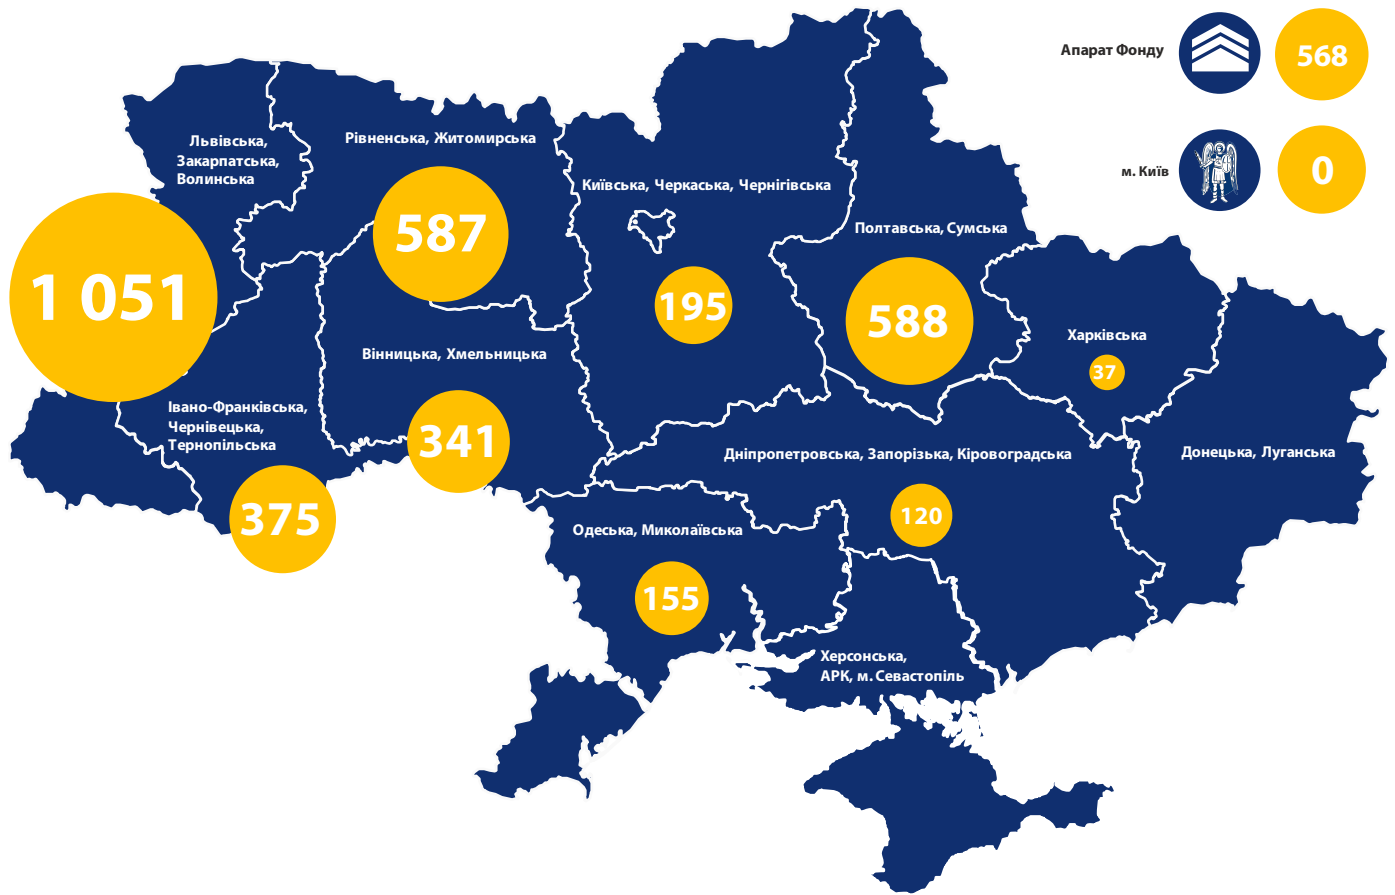 Апарат Фонду
568
м. Київ
0
Львівська,
Закарпатська,
Волинська
1 051
Рівненська, Житомирська
587
Київська, Черкаська, Чернігівська
195
Полтавська, Сумська
588
Харківська
37
Вінницька, Хмельницька
341
Івано-Франківська,
Чернівецька,
Тернопільська
375
Дніпропетровська, Запорізька, Кіровоградська
120
Донецька, Луганська
Одеська, Миколаївська
155
Херсонська,
АРК, м. Севастопіль